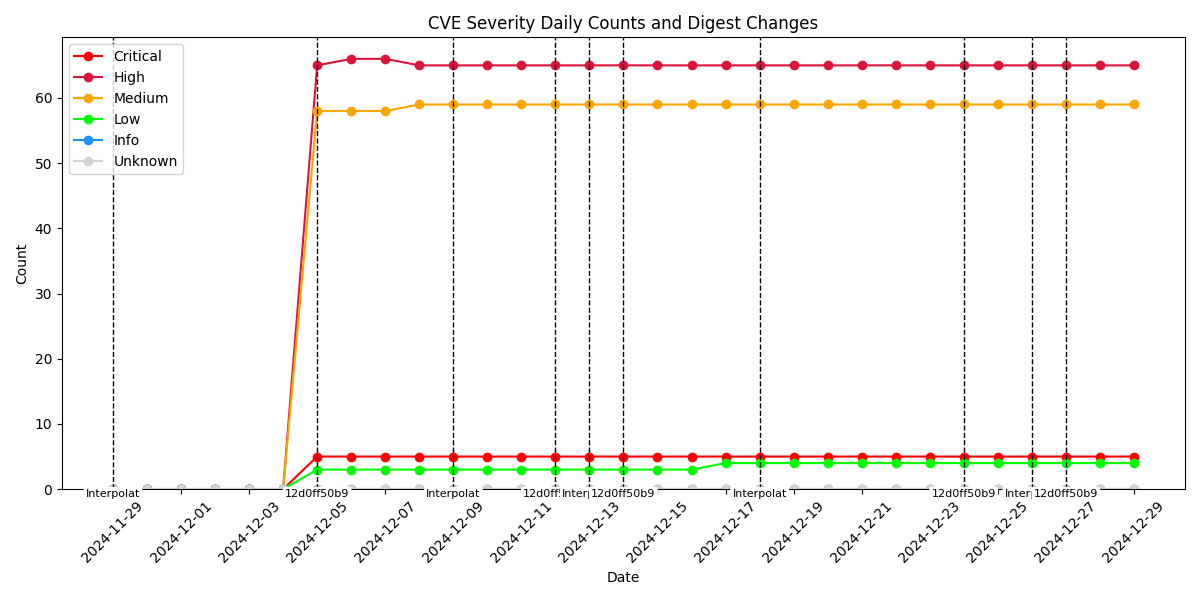 CVE Severity Daily Counts and Digest Changes
Critical
High
Medium
Low
Info
Unknown
Count
60
50
40
30
20
10
0
Interpolat 12d0ff50b9 Interpolat 12d0ff Interp 12d0ff50b9 Interpolat 12d0ff50b9 Interp 12d0ff50b9
2024-11-29 2024-12-01 2024-12-03 2024-12-05 2024-12-07 2024-12-09 2024-12-11 2024-12-13 2024-12-15 2024-12-17 2024-12-19 2024-12-21 2024-12-23 2024-12-25 2024-12-27 2024-12-29
Date